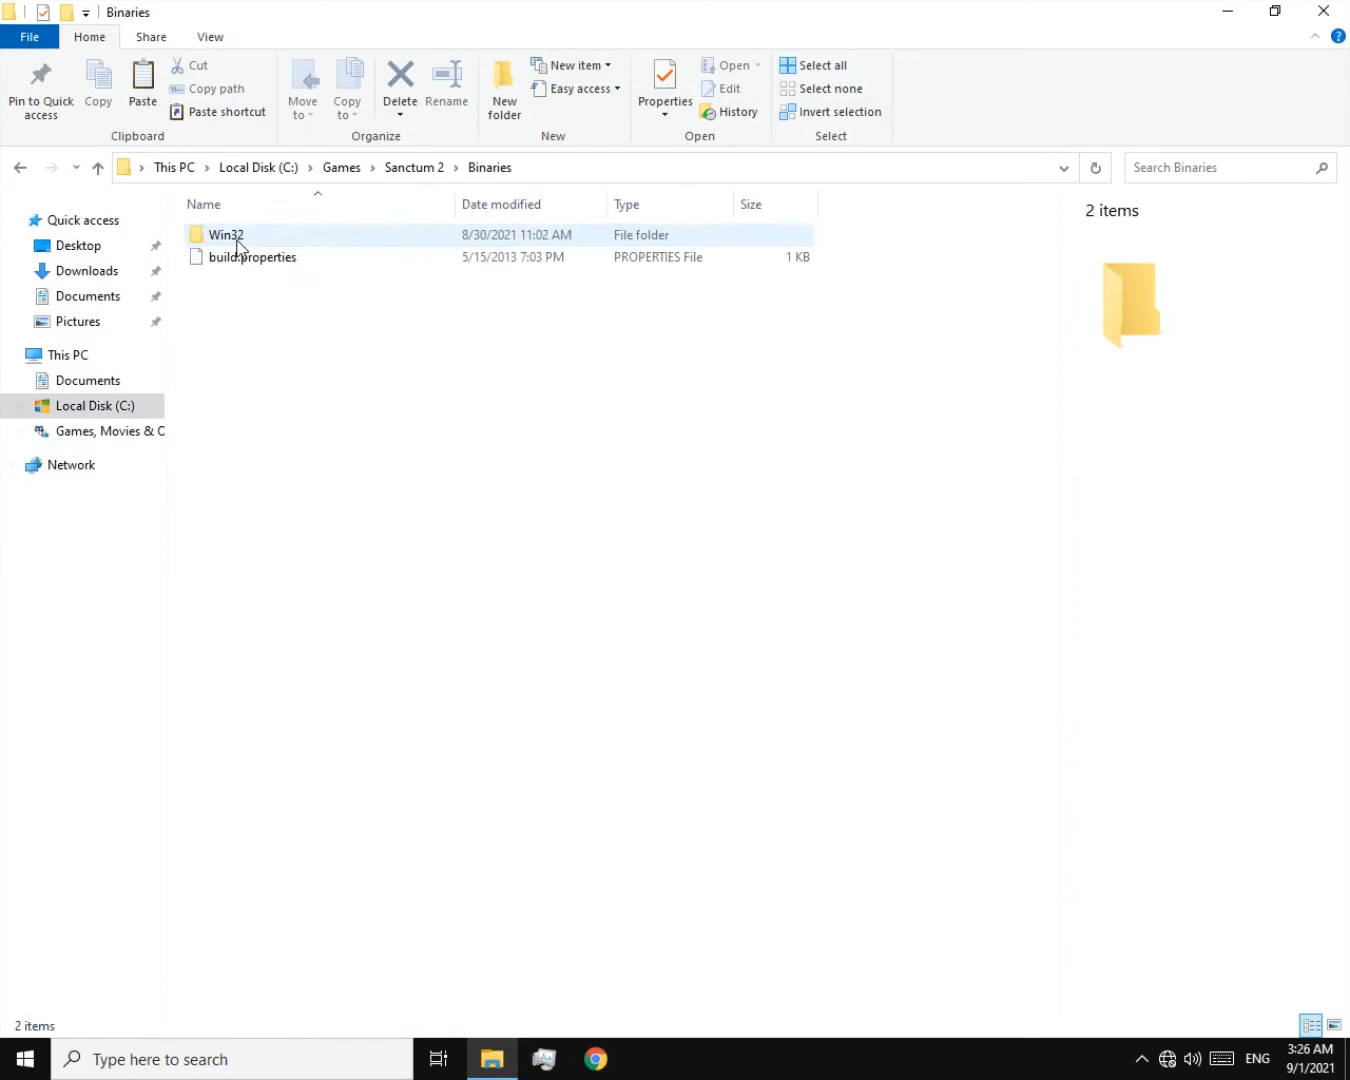 Binaries
File Home Share View
Pin to Quick access
Copy
Paste
Cut
Copy path
Paste shortcut
Clipboard
Move to
Copy to
Delete
Rename
Organize
New folder
New item
Easy access
New
Properties
Open
Edit
History
Open
Select all
Select none
Invert selection
Select
This PC Local Disk (C:) Games Sanctum 2 Binaries
Search Binaries
Name Date modified Type Size
Win32 8/30/2021 11:02 AM File folder
build.properties 5/15/2013 7:03 PM PROPERTIES File 1 KB
2 items
Quick access
Desktop
Downloads
Documents
Pictures
This PC
Documents
Local Disk (C:)
Games, Movies & C
Network
2 items
Type here to search
ENG
3:26 AM
9/1/2021